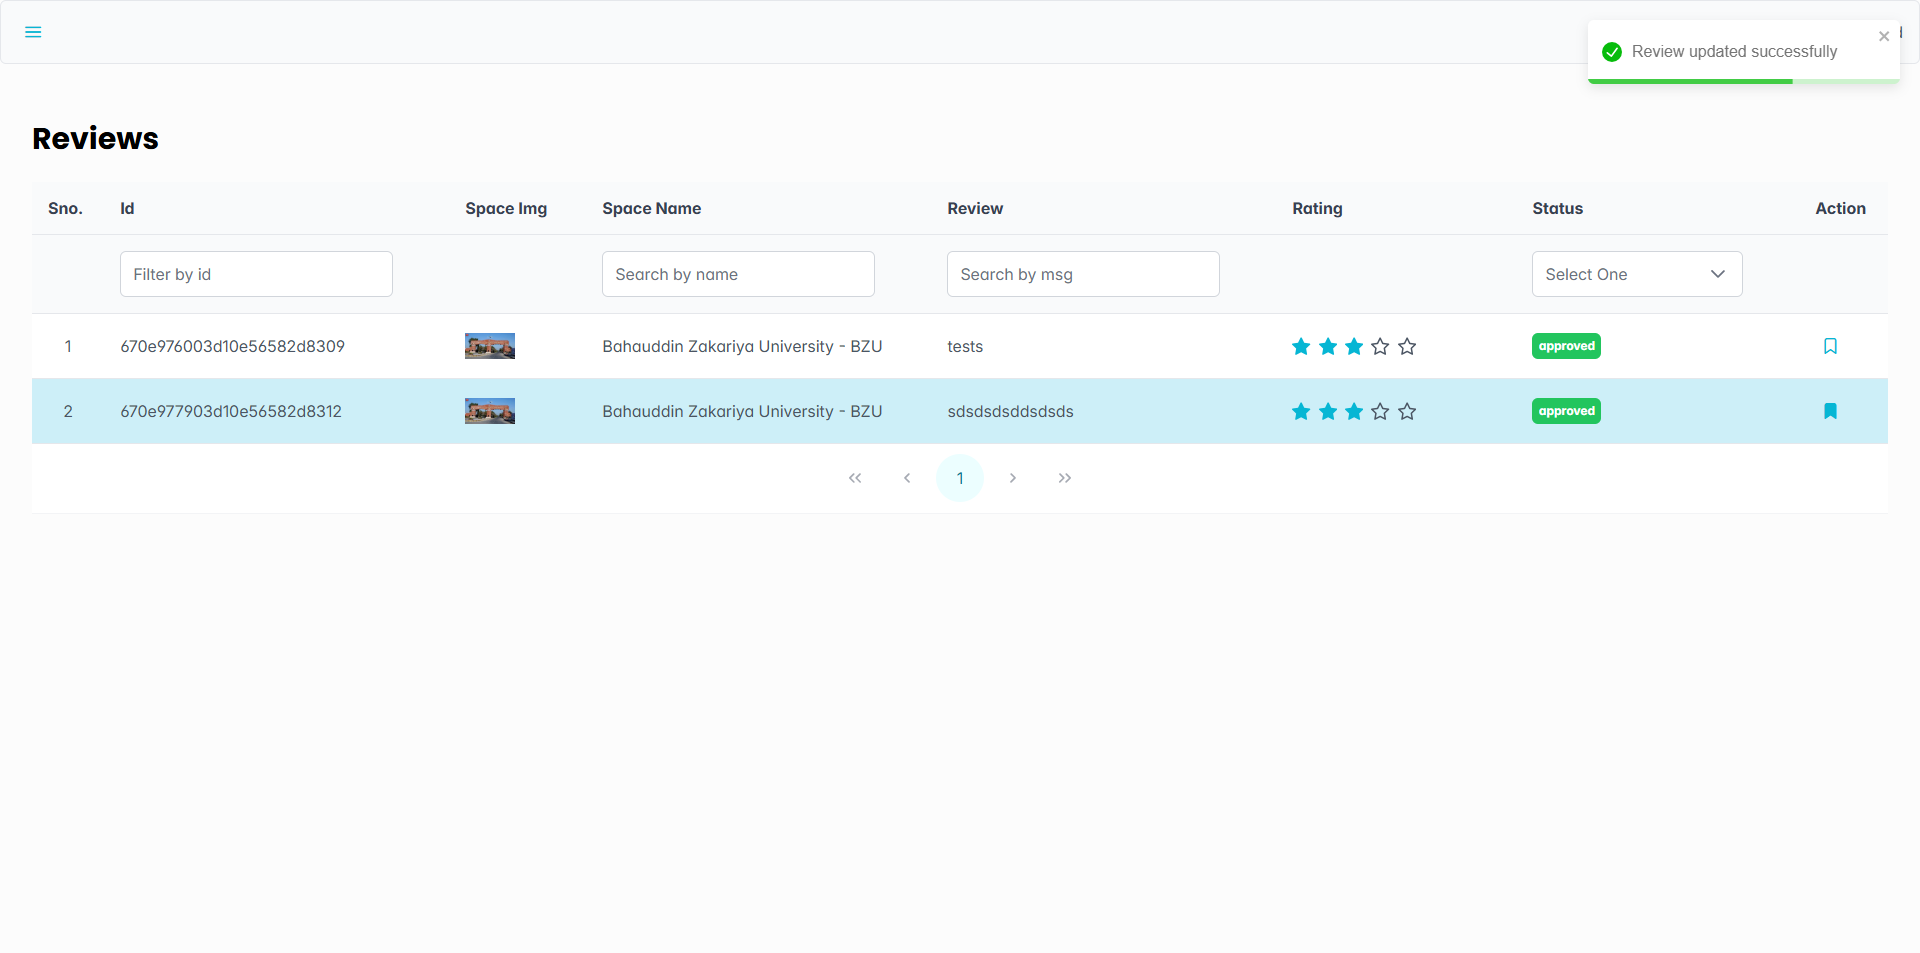 Review updated successfully
Reviews
Sno. Id Space Img Space Name Review Rating Status Action
Filter by id Search by name Search by msg Select One
1 670e976003d10e56582d8309 Bahauddin Zakariya University - BZU tests approved
2 670e977903d10e56582d8312 Bahauddin Zakariya University - BZU sdsdsdsddsdsds approved
1